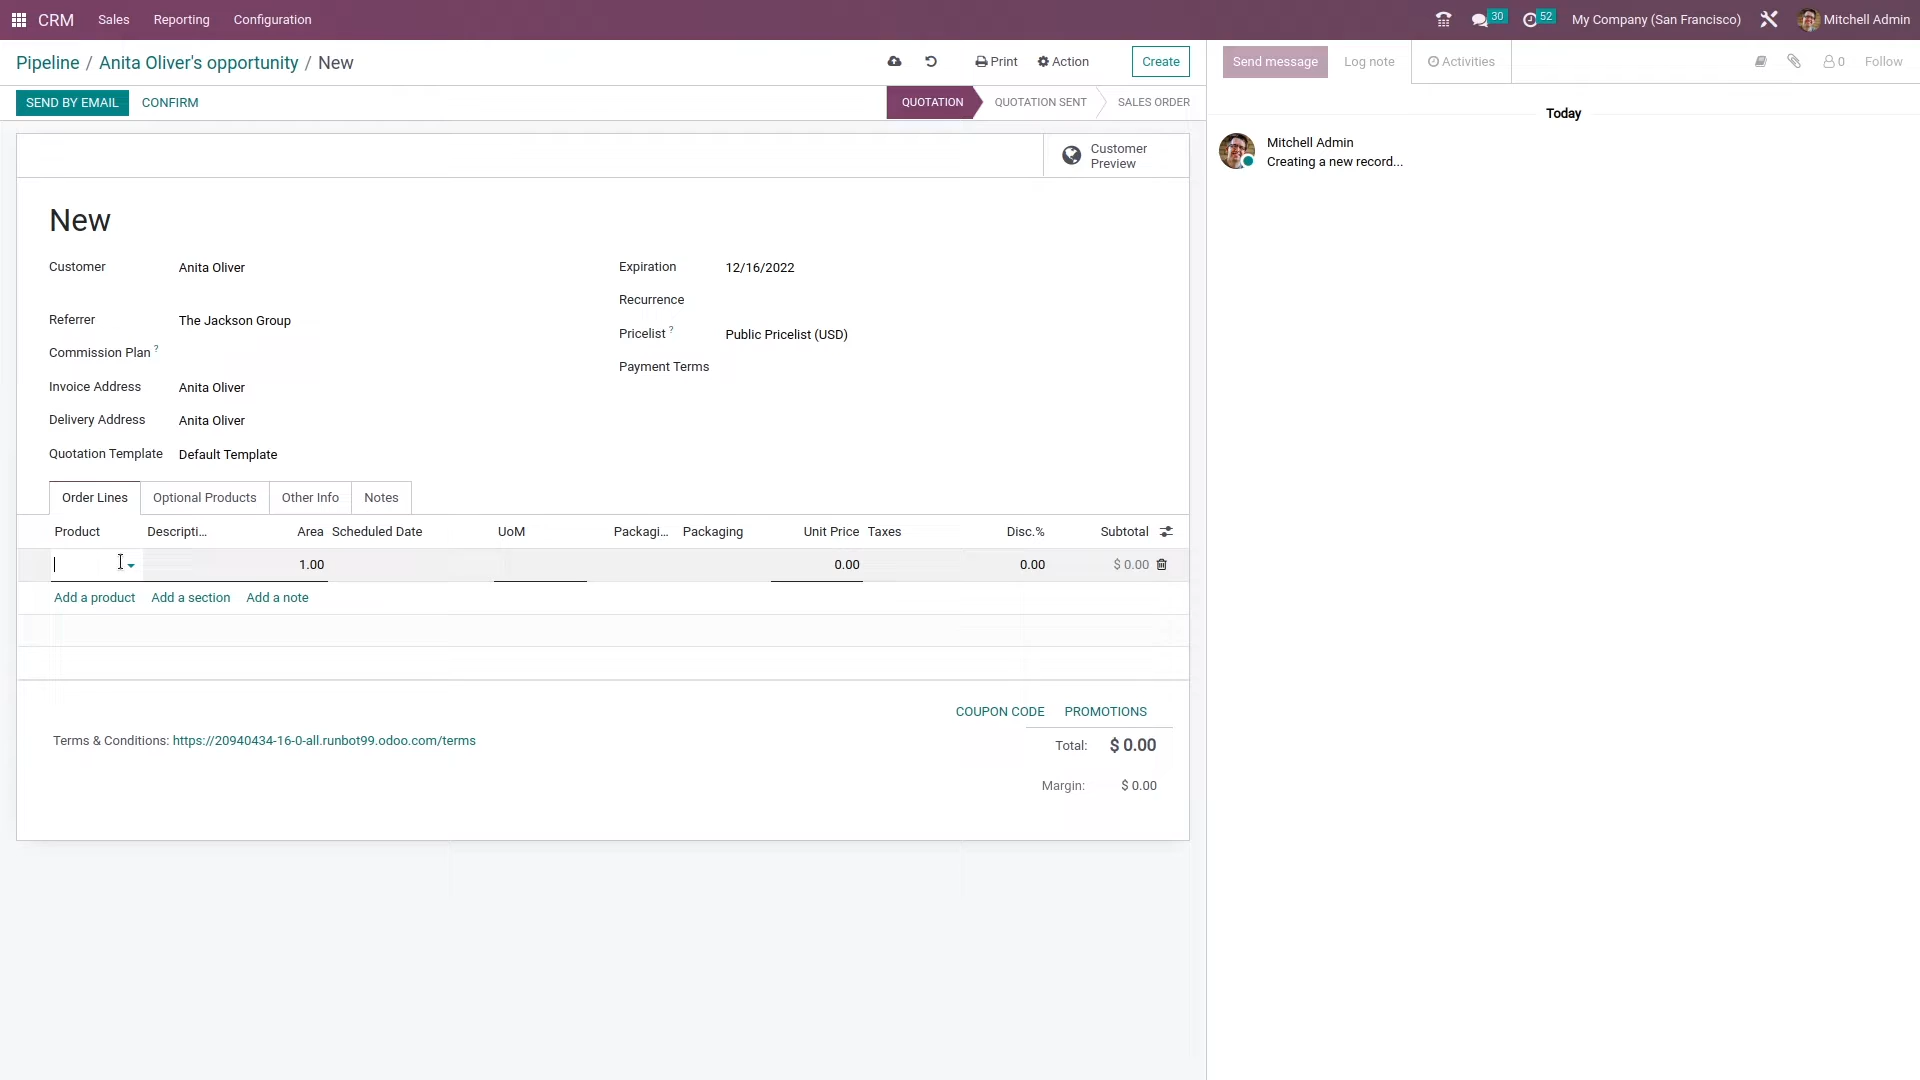 CRM Sales Reporting Configuration 30 52 My Company (San Francisco) Mitchell Admin
Pipeline / Anita Oliver's opportunity / New Print Action Create Send message Log note Activities 0 Follow
SEND BY EMAIL CONFIRM QUOTATION QUOTATION SENT SALES ORDER
Today
Customer
Preview
Mitchell Admin
Creating a new record...
New
Customer Anita Oliver Expiration 12/16/2022
Recurrence
Referrer The Jackson Group
Pricelist ? Public Pricelist (USD)
Commission Plan ?
Payment Terms
Invoice Address Anita Oliver
Delivery Address Anita Oliver
Quotation Template Default Template
Order Lines Optional Products Other Info Notes
Product Descripti... Area Scheduled Date UoM Packagi... Packaging Unit Price Taxes Disc.% Subtotal
1.00 0.00 0.00 $ 0.00
Add a product Add a section Add a note
COUPON CODE PROMOTIONS
Terms & Conditions: https://20940434-16-0-all.runbot99.odoo.com/terms
Total: $ 0.00
Margin: $ 0.00